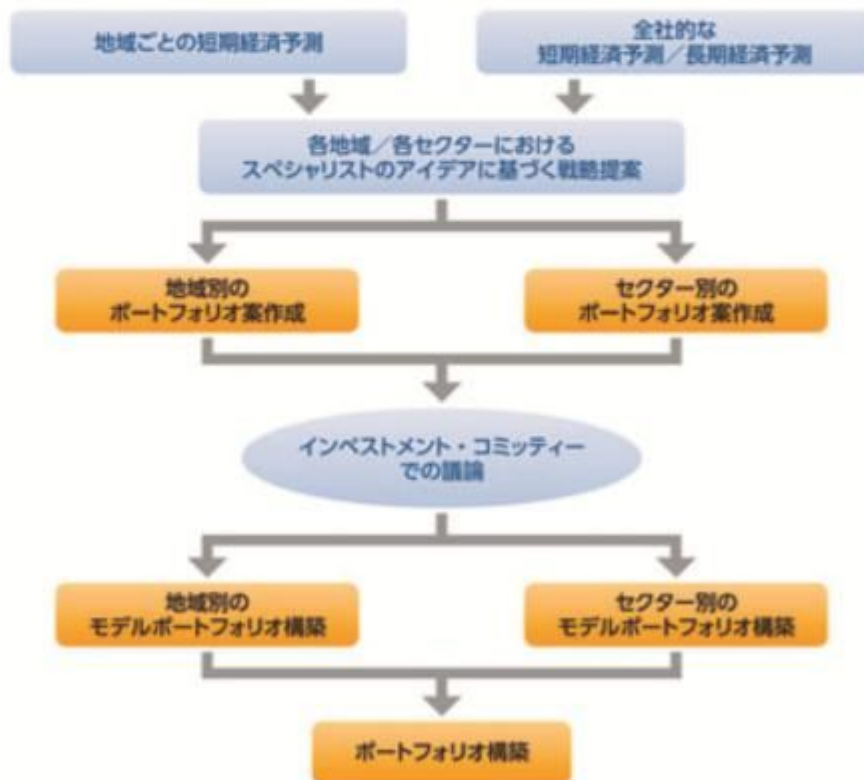 地域ごとの短期経済予測
全社的な
短期経済予測／長期経済予測
各地域／各セクターにおける
スペシャリストのアイデアに基づく戦略提案
地域別の
ポートフォリオ案作成
セクター別の
ポートフォリオ案作成
インベストメント・コミッティー
での議論
地域別の
モデルポートフォリオ構築
セクター別の
モデルポートフォリオ構築
ポートフォリオ構築